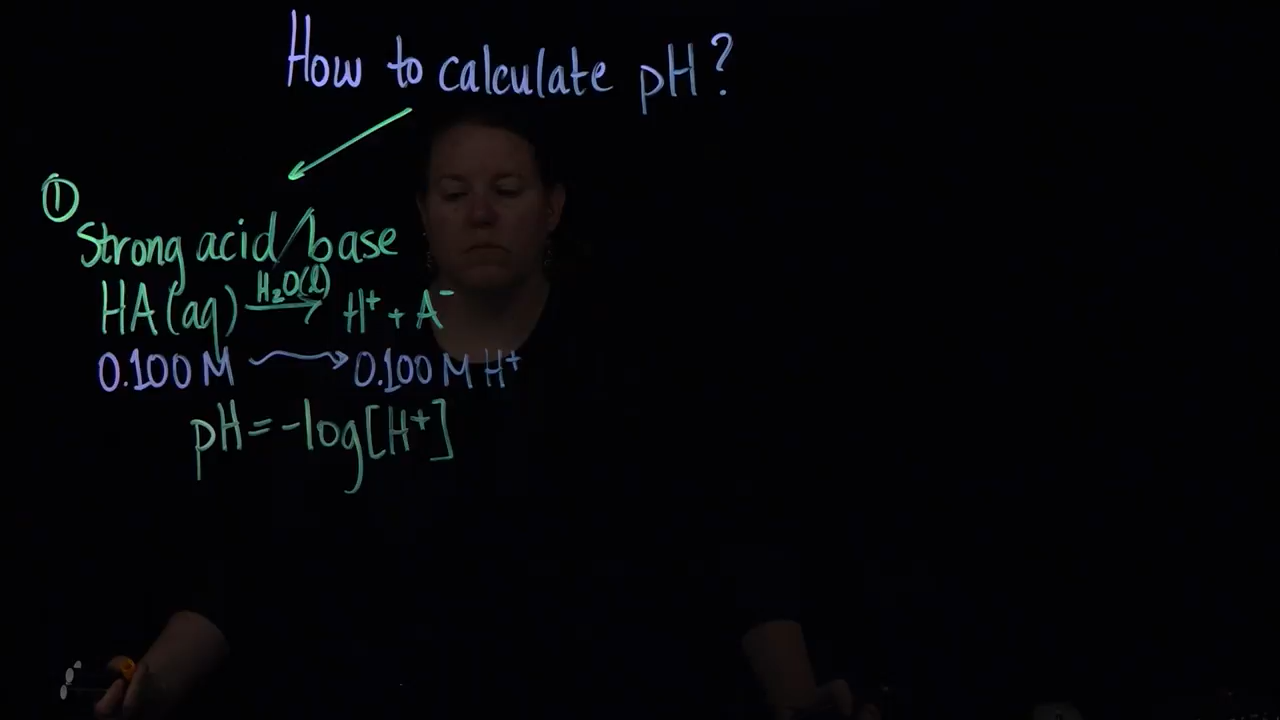 How to calculate pH?
①
Strong acid/base
HA(aq) H₂O(l) → H⁺ + A⁻
0.100 M → 0.100 M H⁺
pH = -log[H⁺]